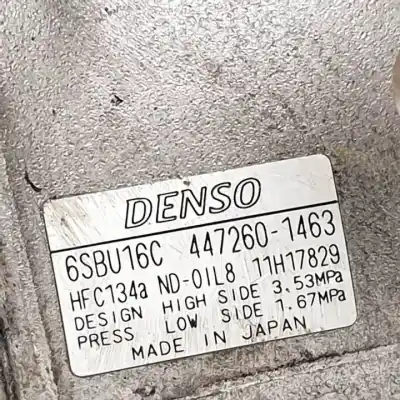 DENSO
6SBU16C 447260-1463
HFC134a ND-OIL8 11H17829
DESIGN HIGH SIDE 3.53MPa
PRESS LOW SIDE 1.67MPa
MADE IN JAPAN